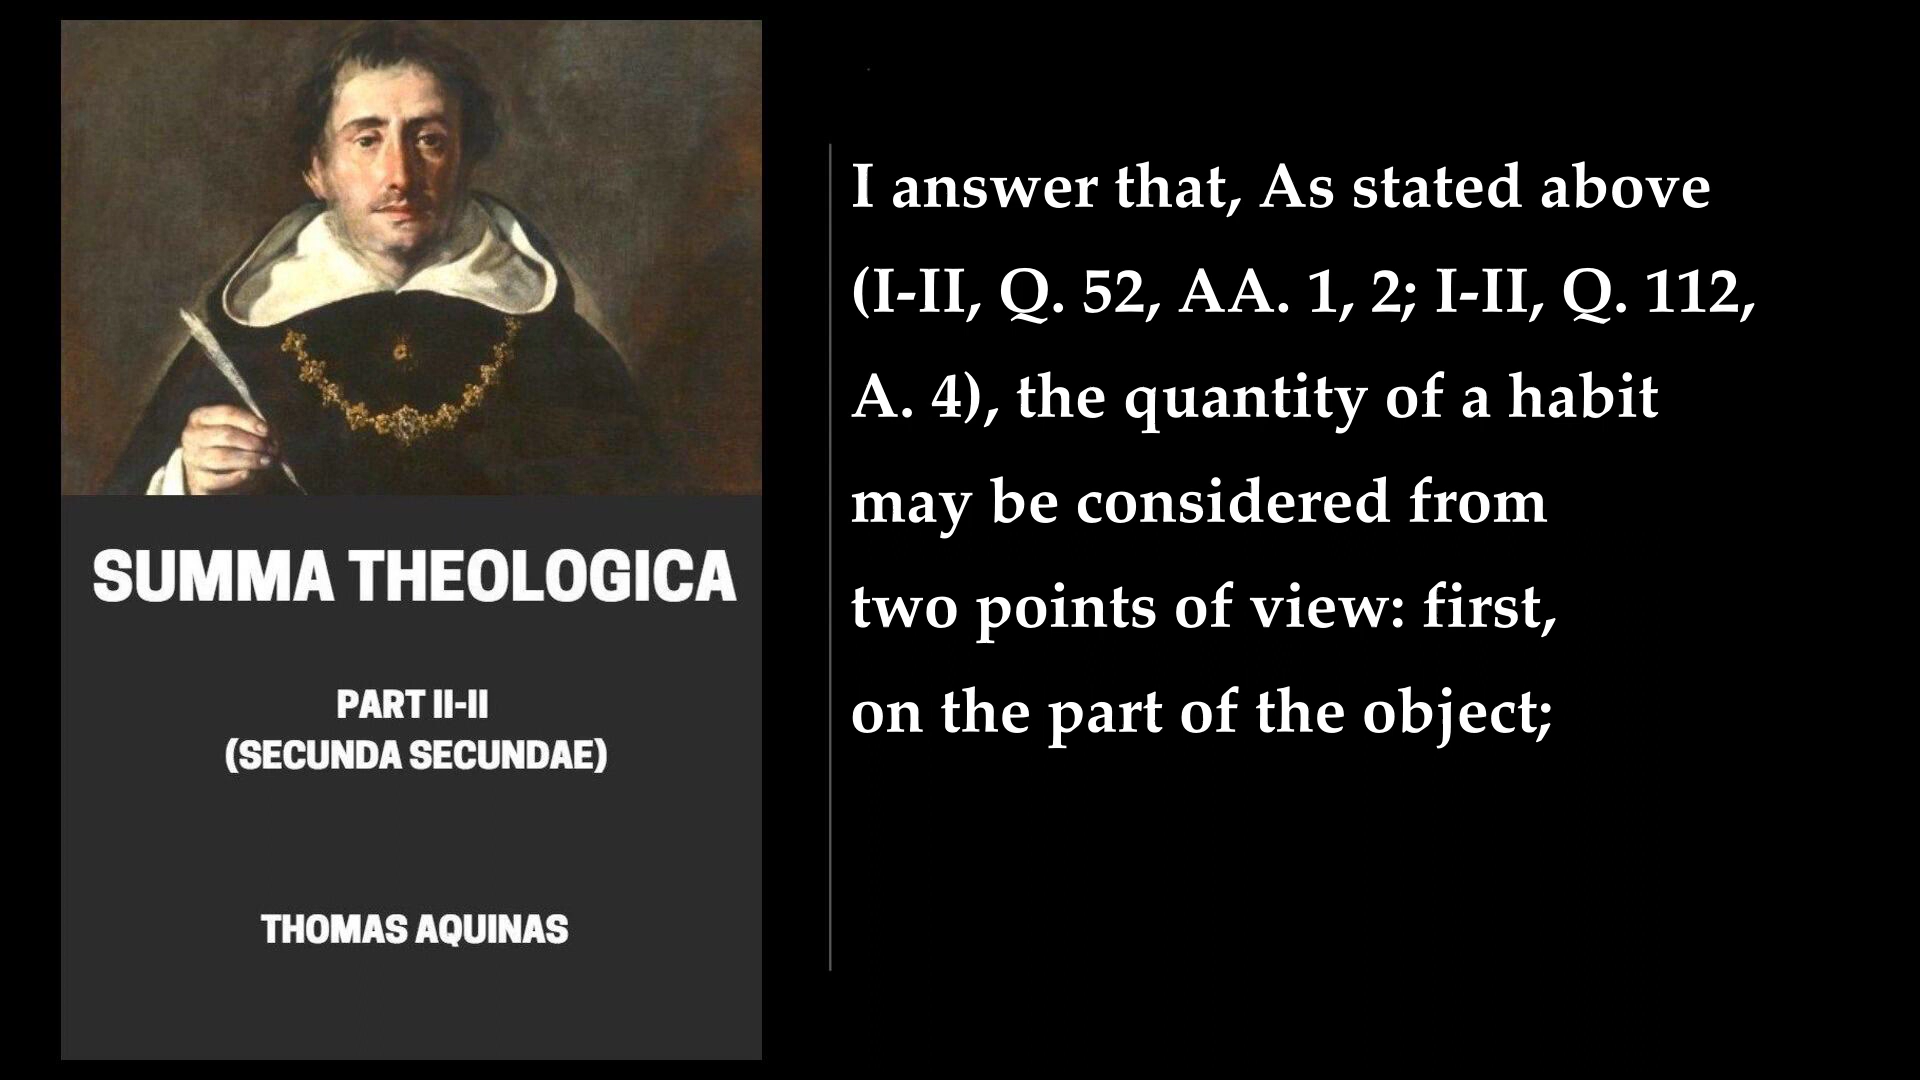 SUMMA THEOLOGICA
PART II-II
(SECUNDA SECUNDAE)
THOMAS AQUINAS
I answer that, As stated above
(I-II, Q. 52, AA. 1, 2; I-II, Q. 112,
A. 4), the quantity of a habit
may be considered from
two points of view: first,
on the part of the object;